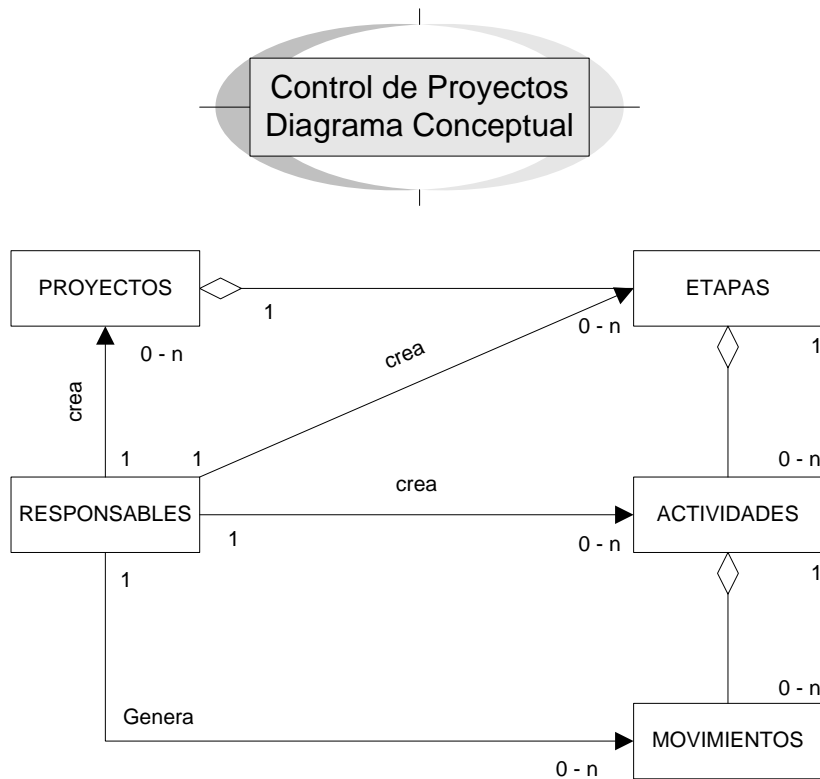 Control de Proyectos
Diagrama Conceptual
PROYECTOS
ETAPAS
1
0 - n
1
0 - n
crea
crea
1
1
0 - n
RESPONSABLES
crea
ACTIVIDADES
1
0 - n
1
1
0 - n
Genera
MOVIMIENTOS
0 - n